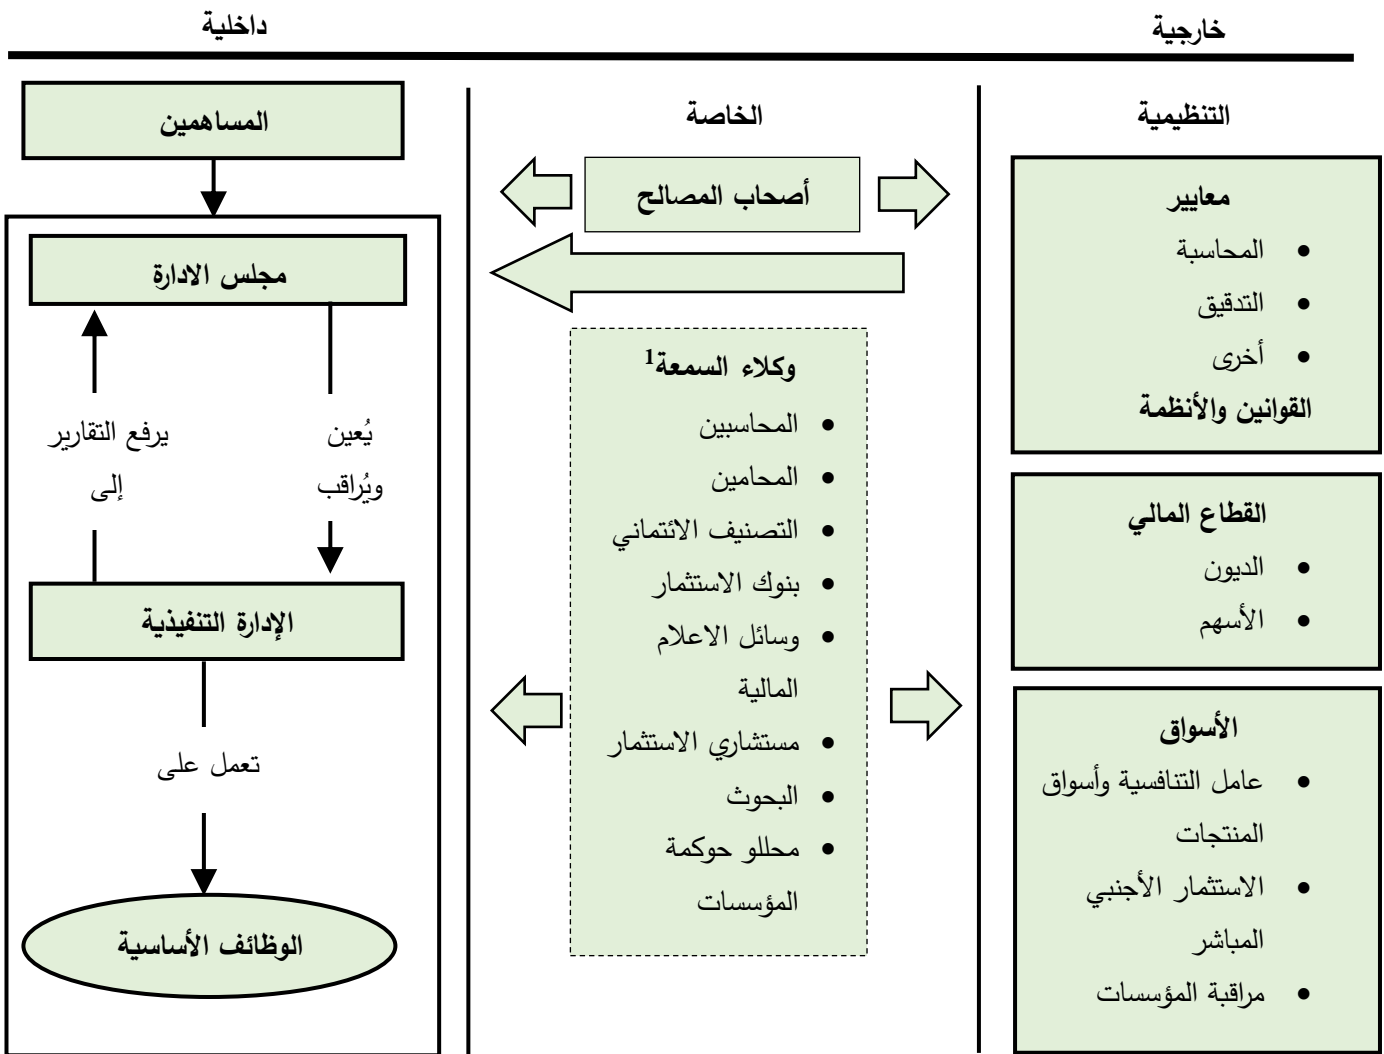 خارجية
داخلية
التنظيمية
معايير
المحاسبة
التدقيق
أخرى
القوانين والأنظمة
القطاع المالي
الديون
الأسهم
الأسواق
عامل التنافسية وأسواق
المنتجات
الاستثمار الأجنبي
المباشر
مراقبة المؤسسات
الخاصة
أصحاب المصالح
وكلاء السمعة1
المحاسبين
المحامين
التصنيف الائتماني
بنوك الاستثمار
وسائل الاعلام
المالية
مستشاري الاستثمار
البحوث
محللو حوكمة
المؤسسات
المساهمين
مجلس الادارة
يُعين
ويُراقب
يرفع التقارير
إلى
الإدارة التنفيذية
تعمل على
الوظائف الأساسية